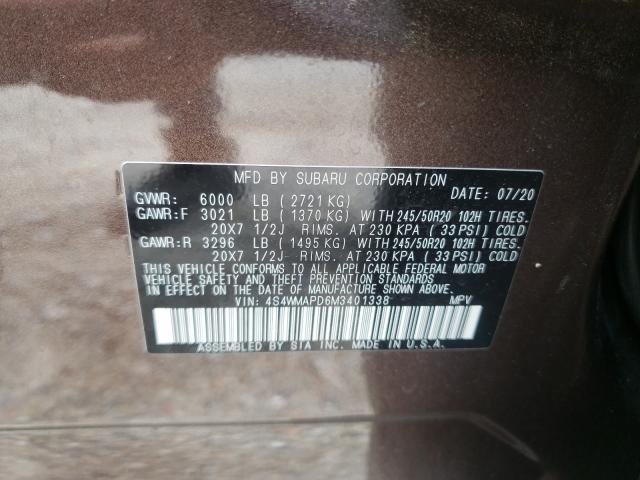 MFD BY SUBARU CORPORATION
GVWR: 6000 LB (2721KG) DATE: 07/20
GAWR:F 3021 LB (1370KG) WITH 245/50R20 102H TIRES.
20X7 1/2J RIMS. AT 230 KPA (33 PSI) COLD
GAWR:R 3296 LB (1495KG) WITH 245/50R20 102H TIRES.
20X7 1/2J RIMS. AT 230 KPA (33 PSI) COLD
THIS VEHICLE CONFORMS TO ALL APPLICABLE FEDERAL MOTOR
VEHICLE SAFETY AND THEFT PREVENTION STANDARDS
IN EFFECT ON THE DATE OF MANUFACTURE SHOWN ABOVE.
VIN: 4S4WMAPD6M3401338 MPV
ASSEMBLED BY SIA INC. MADE IN U.S.A.